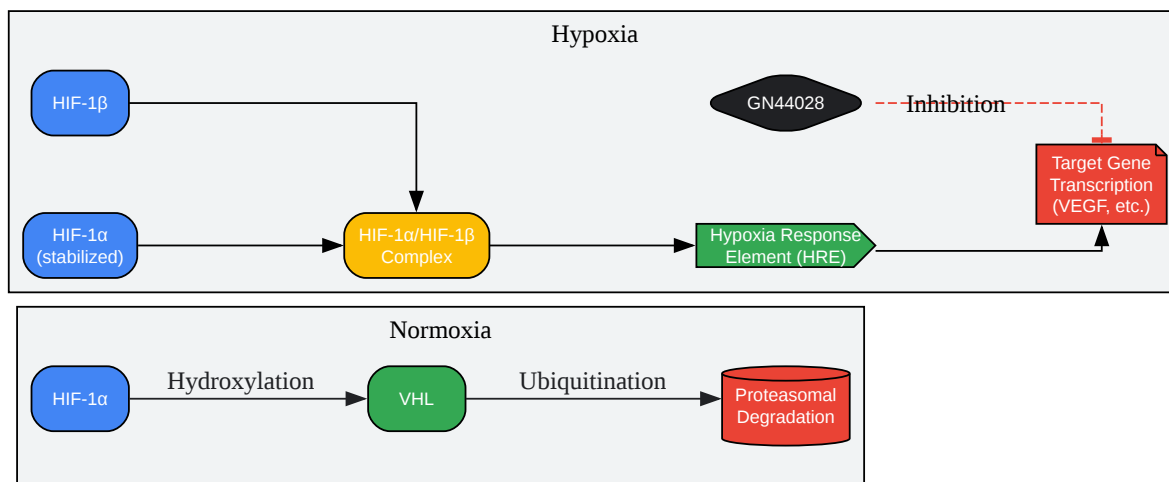 Hypoxia
HIF-1β
GN44028
Inhibition
Target Gene
Transcription
(VEGF, etc.)
HIF-1α
(stabilized)
HIF-1α/HIF-1β
Complex
Hypoxia Response
Element (HRE)
Normoxia
HIF-1α
Hydroxylation
VHL
Ubiquitination
Proteasomal
Degradation